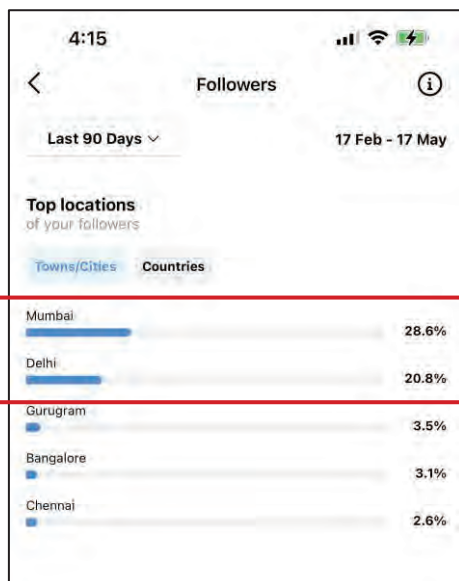 4:15
Followers
Last 90 Days
17 Feb - 17 May
Top locations
of your followers
Towns/Cities Countries
Mumbai
28.6%
Delhi
20.8%
Gurugram
3.5%
Bangalore
3.1%
Chennai
2.6%